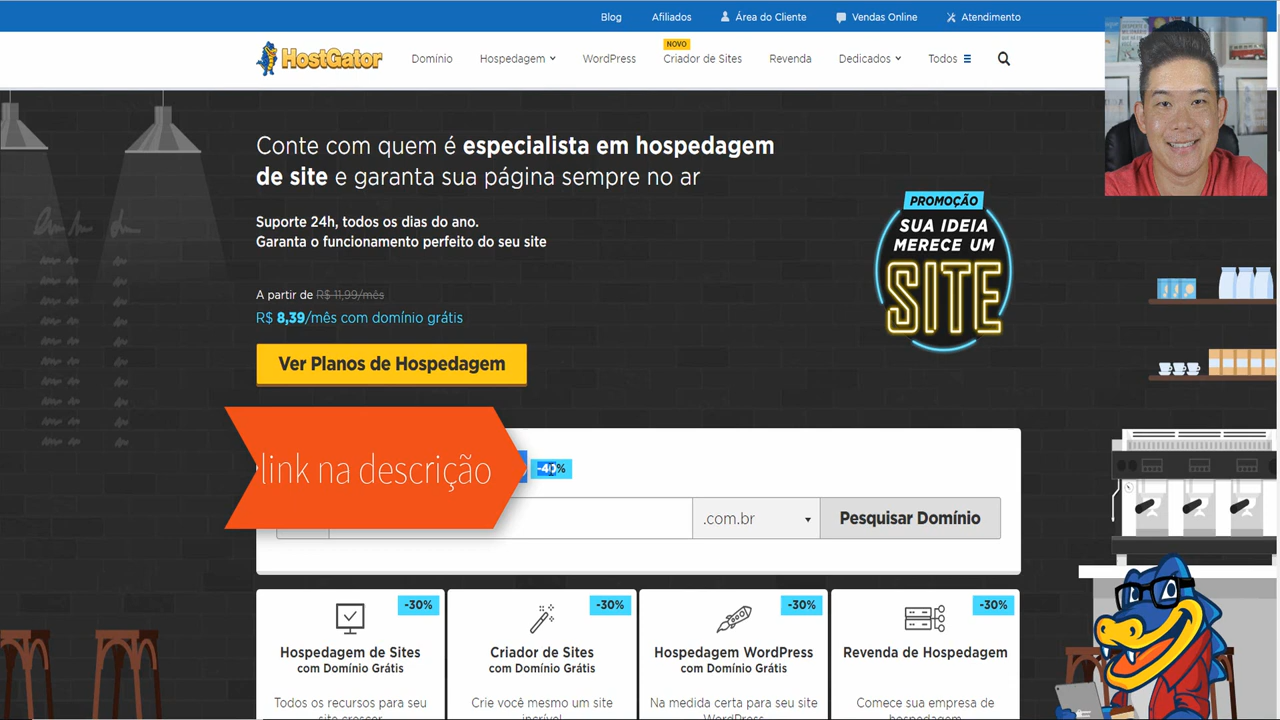 Blog
Afiliados
Área do Cliente
Vendas Online
Atendimento
HostGator
Domínio
Hospedagem
WordPress
NOVO
Criador de Sites
Revenda
Dedicados
Todos
Conte com quem é especialista em hospedagem
de site e garanta sua página sempre no ar
Suporte 24h, todos os dias do ano.
Garanta o funcionamento perfeito do seu site
A partir de R$ 11,99/mês
R$ 8,39/mês com domínio grátis
Ver Planos de Hospedagem
PROMOÇÃO
SUA IDEIA
MERECE UM
SITE
link na descrição
-40%
.com.br
Pesquisar Domínio
-30%
Hospedagem de Sites
com Domínio Grátis
Todos os recursos para seu
site crescer
-30%
Criador de Sites
com Domínio Grátis
Crie você mesmo um site
incrível
-30%
Hospedagem WordPress
com Domínio Grátis
Na medida certa para seu site
WordPress
-30%
Revenda de Hospedagem
Comece sua empresa de
hospedagem